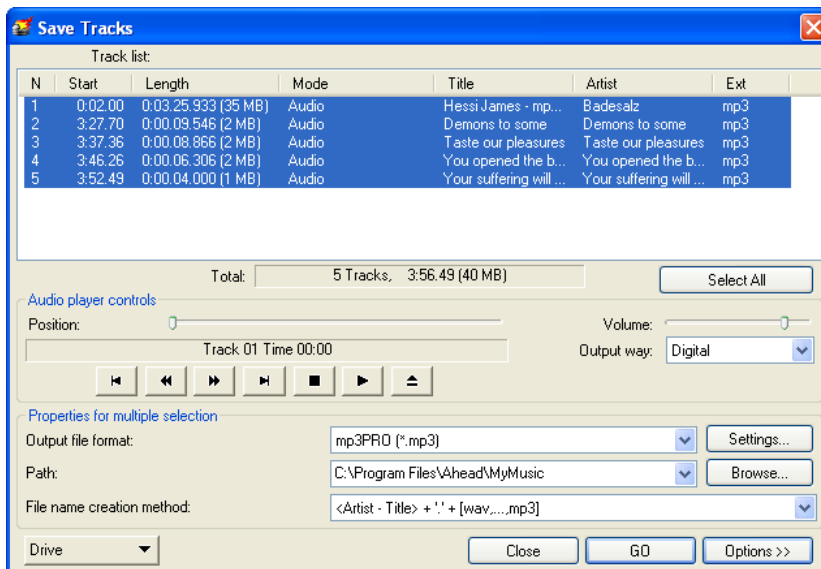 Save Tracks
Track list:
N Start Length Mode Title Artist Ext
1 0:02.00 0:03.25.933 (35 MB) Audio Hessi James - mp... Badesalz mp3
2 3:27.70 0:00.09.546 (2 MB) Audio Demons to some Demons to some mp3
3 3:37.36 0:00.08.866 (2 MB) Audio Taste our pleasures Taste our pleasures mp3
4 3:46.26 0:00.06.306 (2 MB) Audio You opened the b... You opened the b... mp3
5 3:52.49 0:00.04.000 (1 MB) Audio Your suffering will ... Your suffering will ... mp3
Total: 5 Tracks, 3:56.49 (40 MB) Select All
Audio player controls
Position: Volume:
Track 01 Time 00:00 Output way: Digital
Properties for multiple selection
Output file format: mp3PRO (*.mp3) Settings...
Path: C:\Program Files\Ahead\MyMusic Browse...
File name creation method: <Artist - Title> + '.' + [wav,...,mp3]
Drive Close GO Options >>